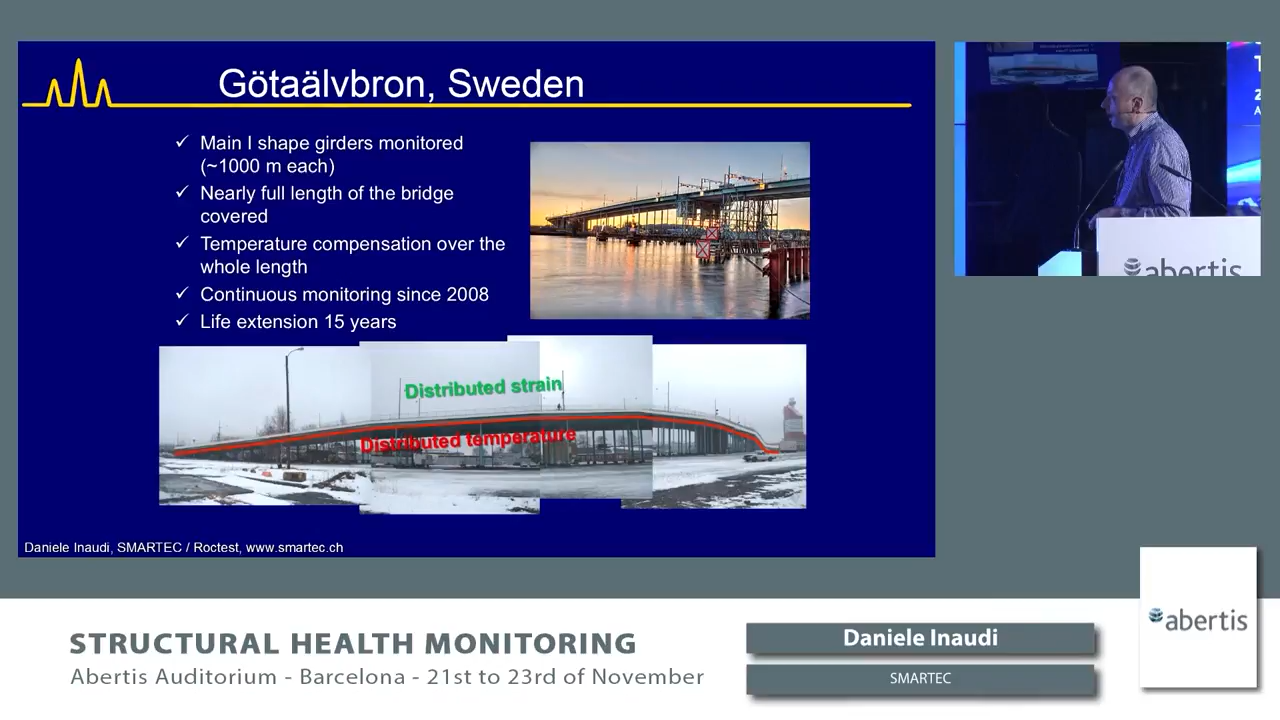 Götaälvbron, Sweden
✓ Main I shape girders monitored
(~1000 m each)
✓ Nearly full length of the bridge
covered
✓ Temperature compensation over the
whole length
✓ Continuous monitoring since 2008
✓ Life extension 15 years
Distributed strain
Distributed temperature
Daniele Inaudi, SMARTEC / Roctest, www.smartec.ch
abertis
STRUCTURAL HEALTH MONITORING
Abertis Auditorium - Barcelona - 21st to 23rd of November
Daniele Inaudi
SMARTEC
abertis